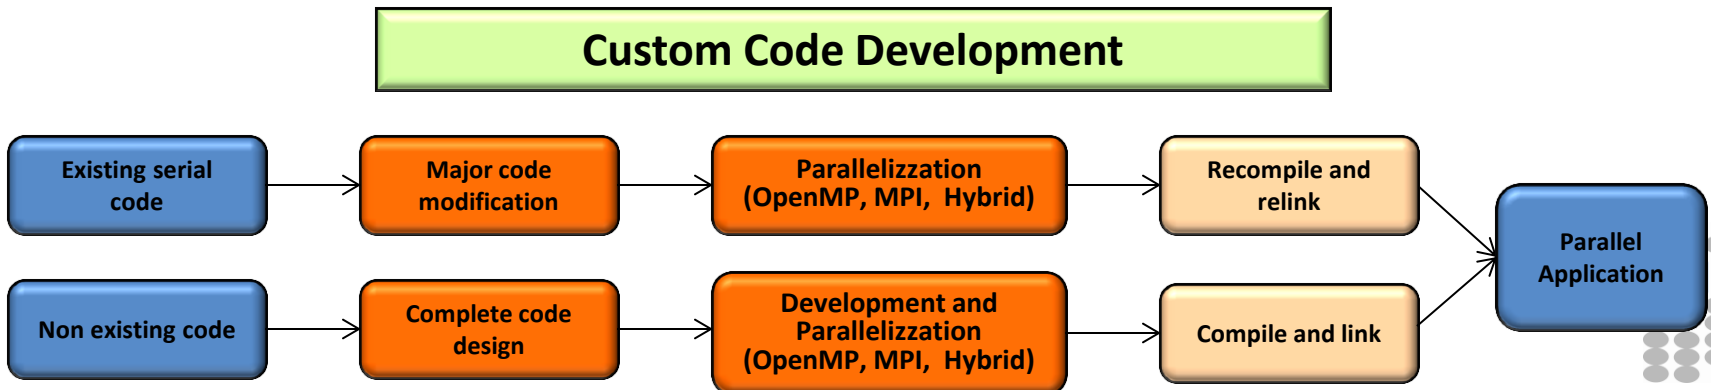 Custom Code Development
Existing serial
code
Major code
modification
Parallelizzation
(OpenMP, MPI,  Hybrid)
Recompile and
relink
Parallel
Application
Non existing code
Complete code
design
Development and
Parallelizzation
(OpenMP, MPI,  Hybrid)
Compile and link